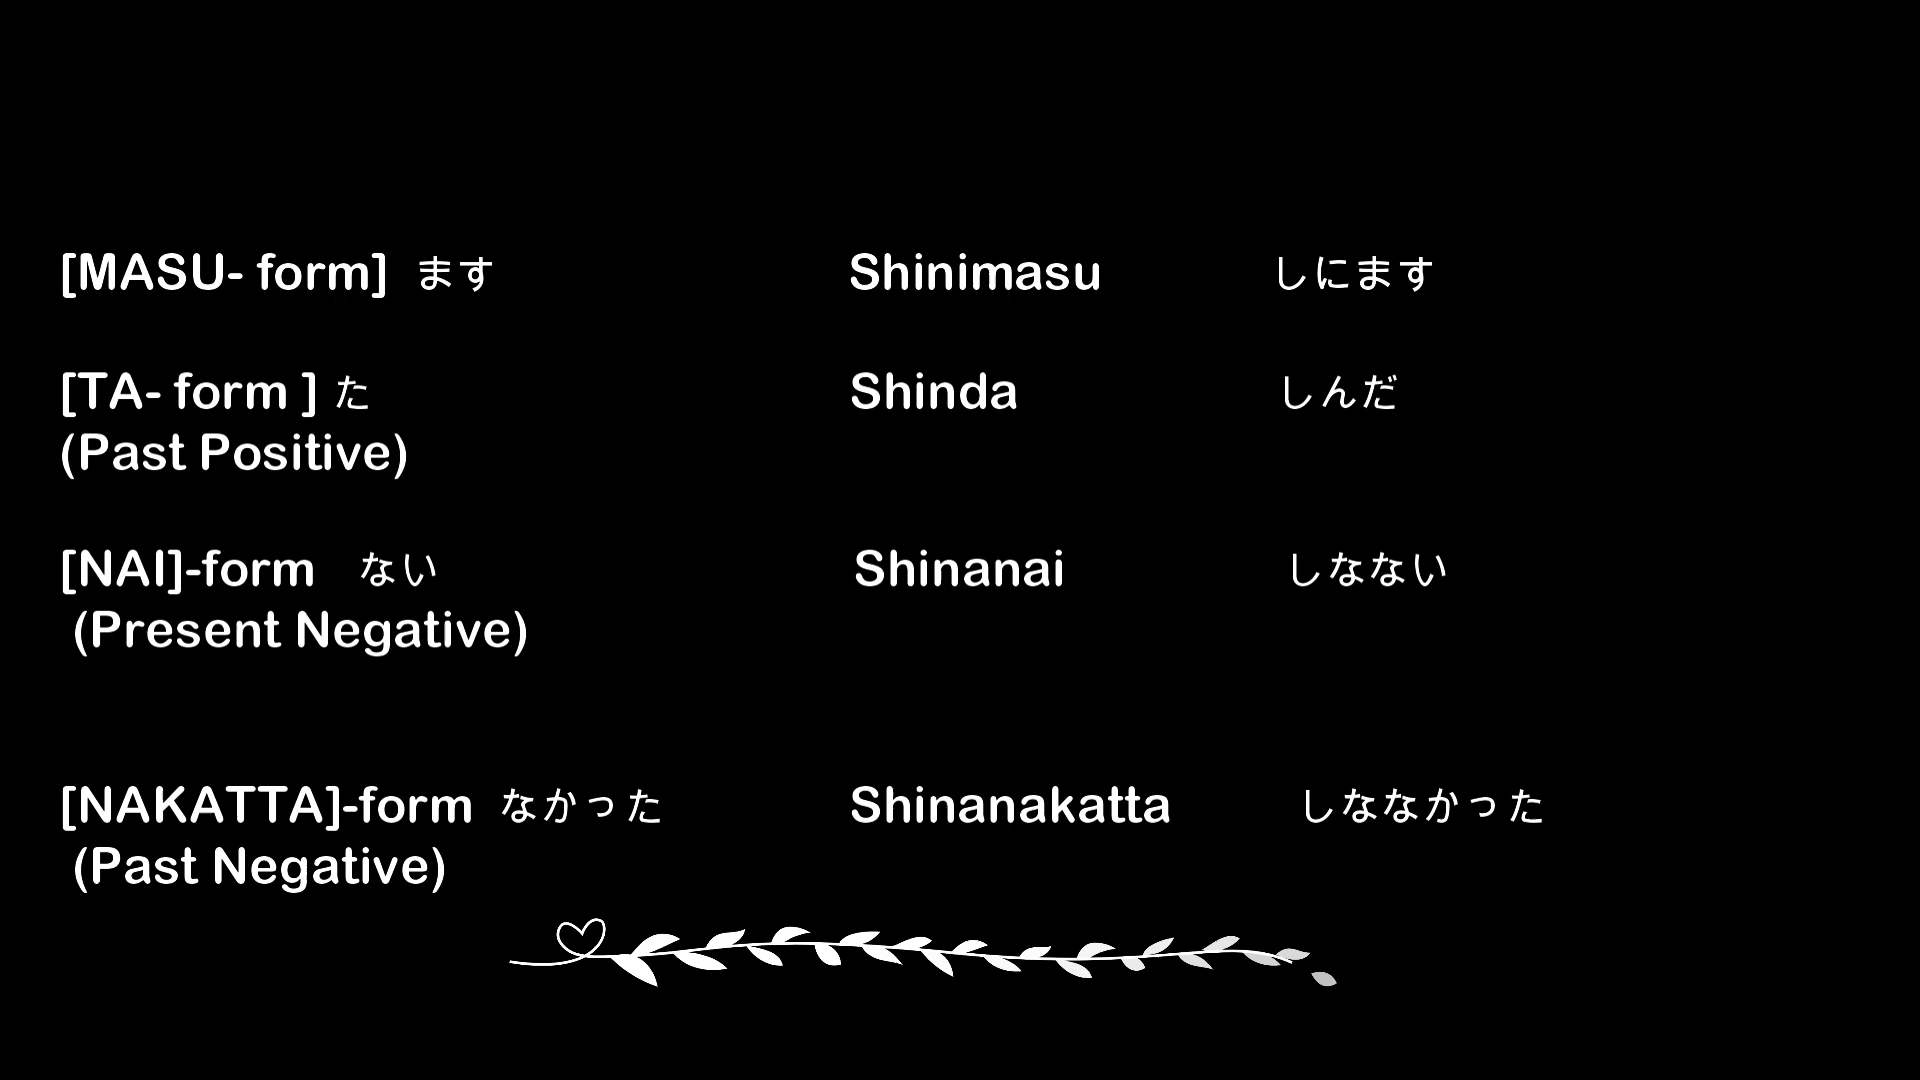 [MASU- form] ます Shinimasu しにます
[TA- form ] た Shinda しんだ
(Past Positive)
[NAI]-form ない Shinanai しなない
(Present Negative)
[NAKATTA]-form なかった Shinanakatta しななかった
(Past Negative)